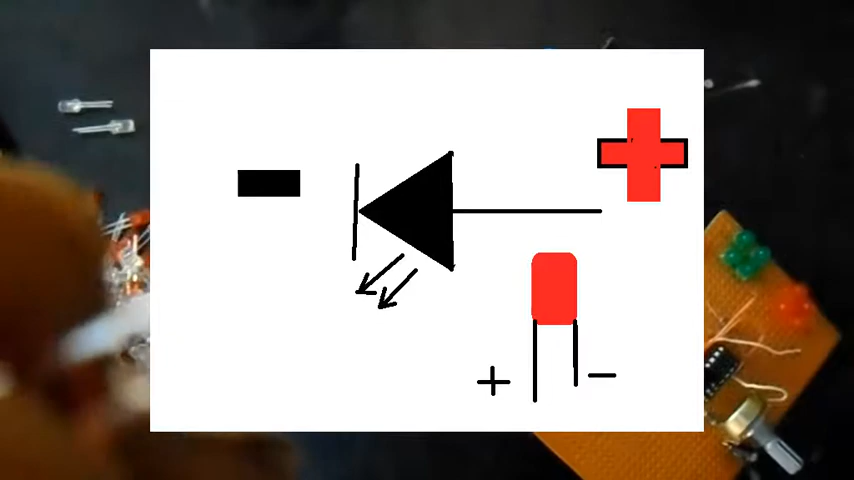 - +
+ -